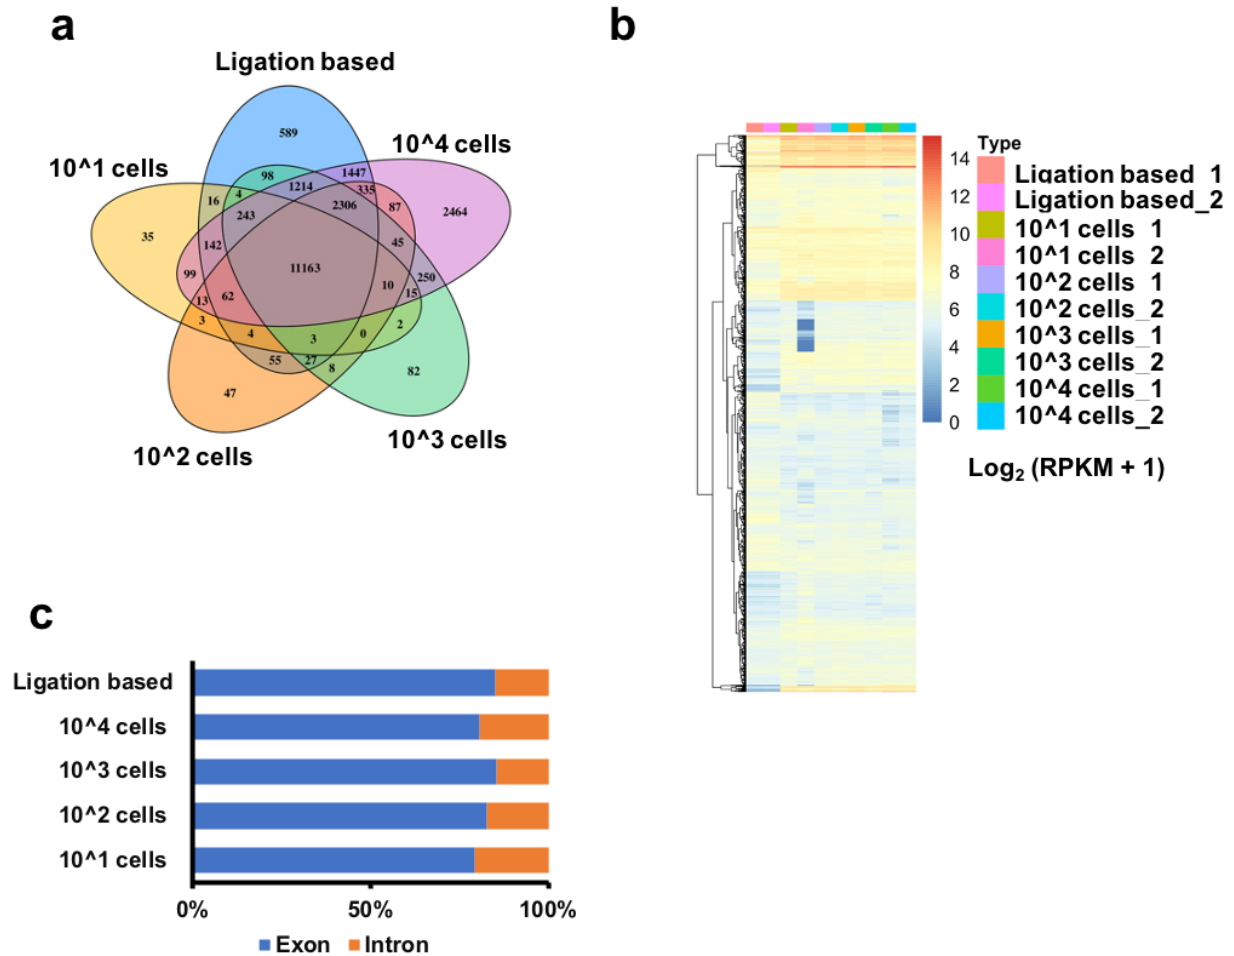 a
Ligation based
10^4 cells
10^1 cells
589
98
1447
4
1214
335
16
2306
87
2464
243
35
142
45
11163
99
250
10
15
62
13
3
4
3
0
2
55
27
8
82
47
10^3 cells
10^2 cells
b
14
12
10
8
6
4
2
0
Type
Ligation based_1
Ligation based_2
10^1 cells_1
10^1 cells_2
10^2 cells_1
10^2 cells_2
10^3 cells_1
10^3 cells_2
10^4 cells_1
10^4 cells_2
Log₂ (RPKM + 1)
c
Ligation based
10^4 cells
10^3 cells
10^2 cells
10^1 cells
0% 50% 100%
Exon Intron